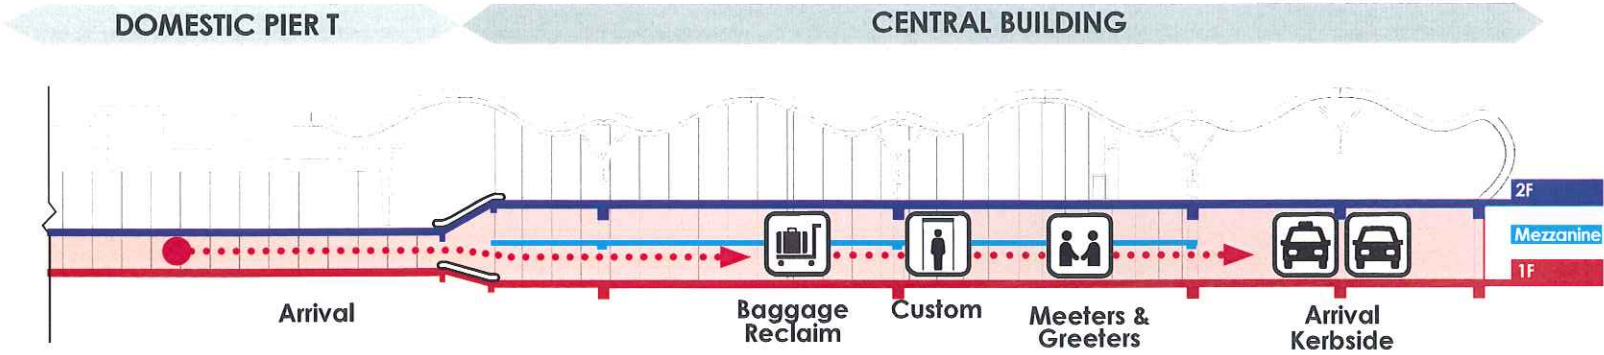 DOMESTIC PIER T
CENTRAL BUILDING
2F
Mezzanine
1F
Arrival
Baggage
Reclaim
Custom
Meeters &
Greeters
Arrival
Kerbside